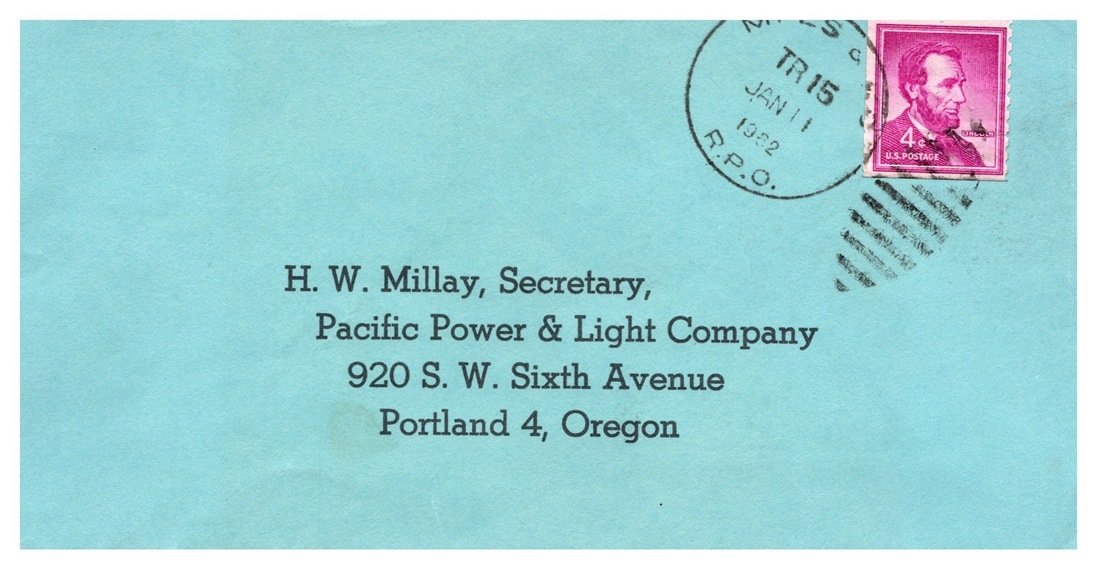 TR 15
JAN 11
1962
R.P.O.
4¢
LINCOLN
U.S. POSTAGE
H. W. Millay, Secretary,
Pacific Power & Light Company
920 S. W. Sixth Avenue
Portland 4, Oregon